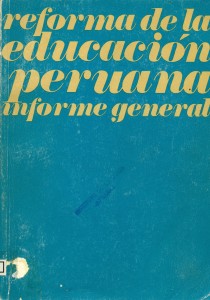 reforma de la
educación
peruana
informe general